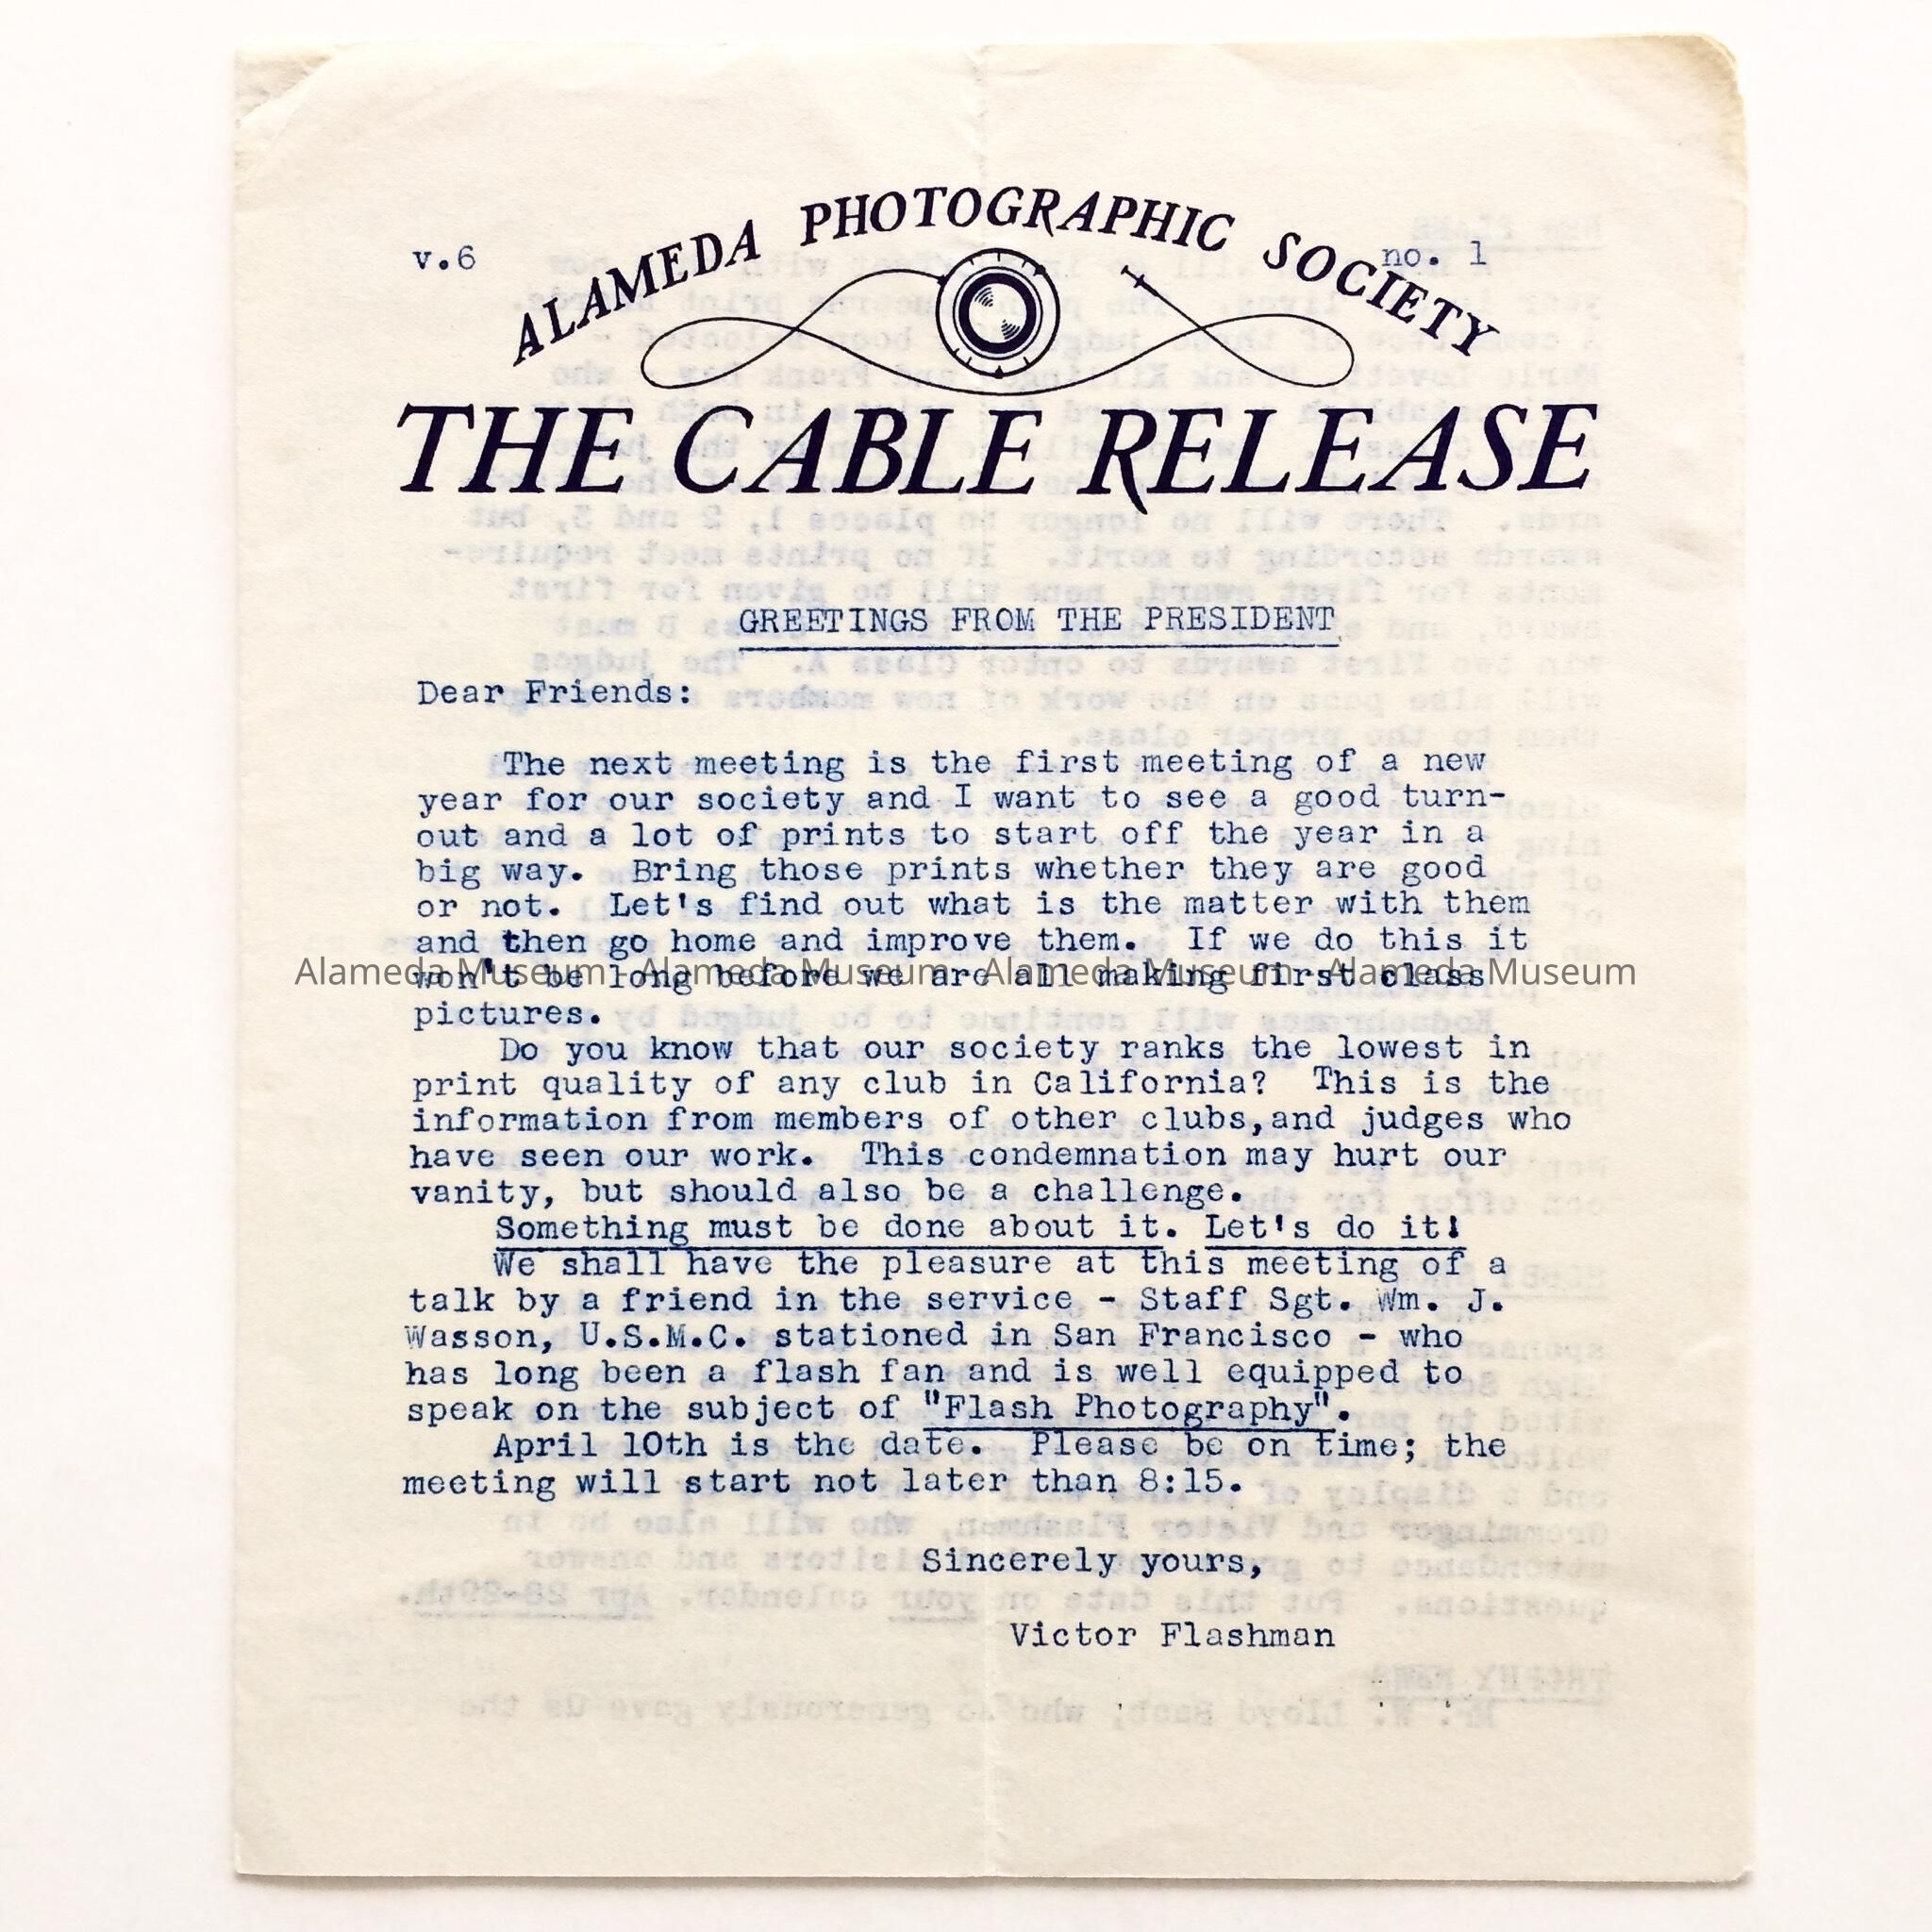 v.6
ALAMEDA PHOTOGRAPHIC SOCIETY
no. 1
THE CABLE RELEASE
GREETINGS FROM THE PRESIDENT
Dear Friends:
The next meeting is the first meeting of a new
year for our society and I want to see a good turn-
out and a lot of prints to start off the year in a
big way. Bring those prints whether they are good
or not. Let's find out what is the matter with them
and then go home and improve them. If we do this it
won't be long before we are all making first class
Alameda Museum - Alameda Museum - Alameda Museum - Alameda Museum
pictures.
Do you know that our society ranks the lowest in
print quality of any club in California? This is the
information from members of other clubs,and judges who
have seen our work. This condemnation may hurt our
vanity, but should also be a challenge.
Something must be done about it. Let's do it!
We shall have the pleasure at this meeting of a
talk by a friend in the service - Staff Sgt. Wm. J.
Wasson, U.S.M.C. stationed in San Francisco - who
has long been a flash fan and is well equipped to
speak on the subject of "Flash Photography".
April 10th is the date. Please be on time; the
meeting will start not later than 8:15.
Sincerely yours,
Victor Flashman